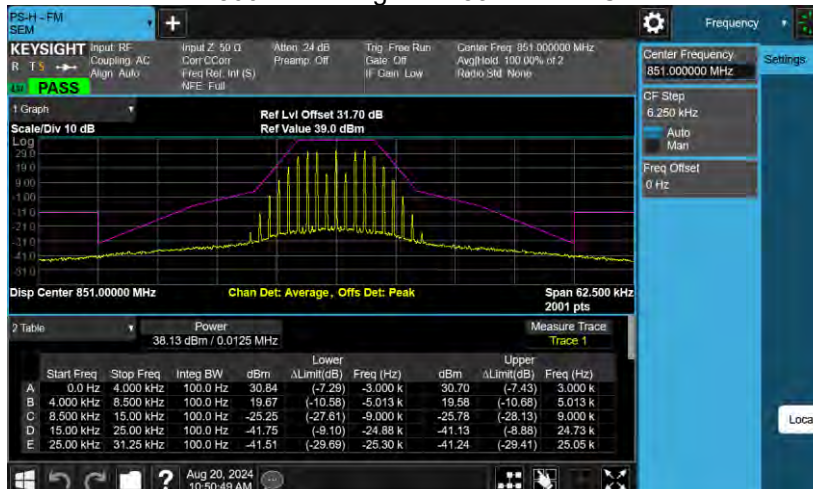 PS-H - FM
SEM
Frequency
KEYSIGHT
R T S
LXI PASS
Input: RF
Coupling: AC
Align: Auto
Input Z: 50 Ω
Corr CCorr
Freq Ref: Int (S)
NFE: Full
Atten: 24 dB
Preamp: Off
Trig: Free Run
Gate: Off
IF Gain: Low
Center Freq: 851.000000 MHz
Avg|Hold: 100.00% of 2
Radio Std: None
Center Frequency
851.000000 MHz
Settings
CF Step
6.250 kHz
Auto
Man
Freq Offset
0 Hz
1 Graph
Scale/Div 10 dB
Ref Lvl Offset 31.70 dB
Ref Value 39.0 dBm
Log
29.0
19.0
9.00
-1.00
-11.0
-21.0
-31.0
-41.0
-51.0
Disp Center 851.00000 MHz
Chan Det: Average, Offs Det: Peak
Span 62.500 kHz
2001 pts
2 Table
Power
38.13 dBm / 0.0125 MHz
Measure Trace
Trace 1
Lower Upper
Start Freq Stop Freq Integ BW dBm ΔLimit(dB) Freq (Hz) dBm ΔLimit(dB) Freq (Hz)
A 0.0 Hz 4.000 kHz 100.0 Hz 30.84 (-7.29) -3.000 k 30.70 (-7.43) 3.000 k
B 4.000 kHz 8.500 kHz 100.0 Hz 19.67 (-10.58) -5.013 k 19.58 (-10.68) 5.013 k
C 8.500 kHz 15.00 kHz 100.0 Hz -25.25 (-27.61) -9.000 k -25.78 (-28.13) 9.000 k
D 15.00 kHz 25.00 kHz 100.0 Hz -41.75 (-9.10) -24.88 k -41.13 (-8.88) 24.73 k
E 25.00 kHz 31.25 kHz 100.0 Hz -41.51 (-29.69) -25.30 k -41.24 (-29.41) 25.05 k
Loca
?
Aug 20, 2024
10:50:49 AM